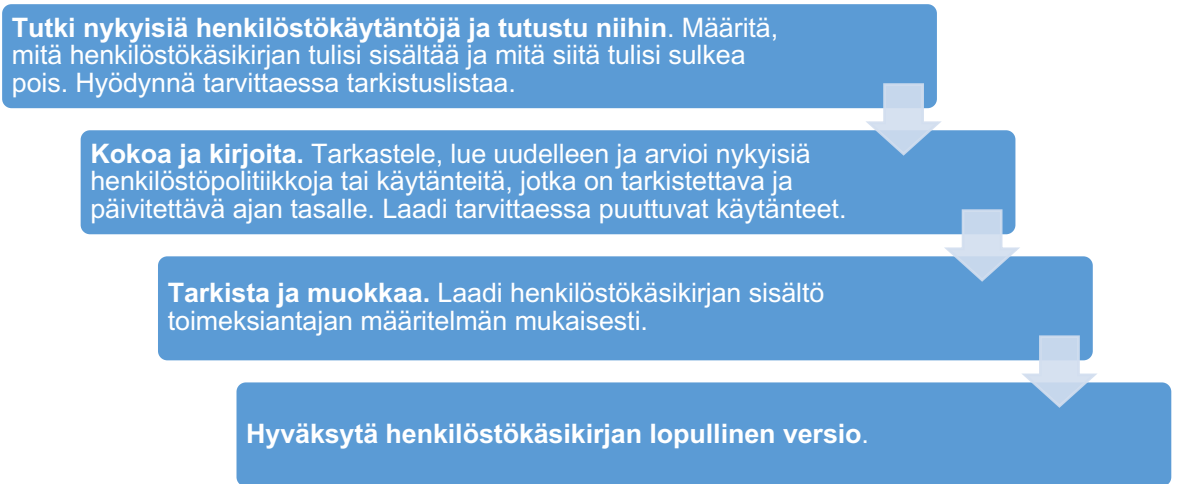 Tutki nykyisiä henkilöstökäytäntöjä ja tutustu niihin. Määritä,
mitä henkilöstökäsikirjan tulisi sisältää ja mitä siitä tulisi sulkea
pois. Hyödynnä tarvittaessa tarkistuslistaa.
Kokoa ja kirjoita. Tarkastele, lue uudelleen ja arvioi nykyisiä
henkilöstöpolitiikkoja tai käytänteitä, jotka on tarkistettava ja
päivitettävä ajan tasalle. Laadi tarvittaessa puuttuvat käytänteet.
Tarkista ja muokkaa. Laadi henkilöstökäsikirjan sisältö
toimeksiantajan määritelmän mukaisesti.
Hyväksytä henkilöstökäsikirjan lopullinen versio.